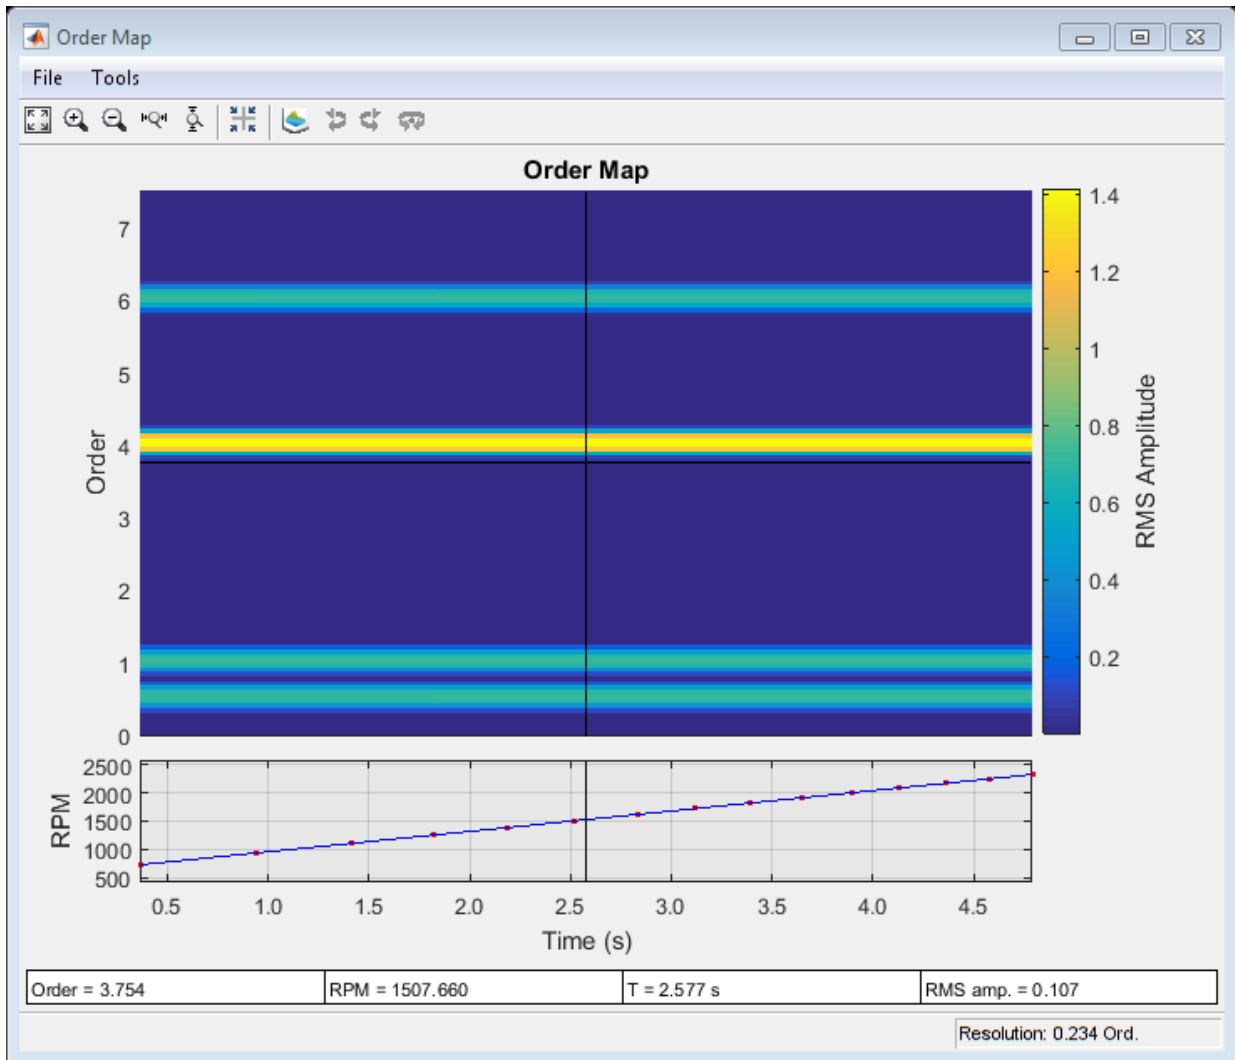 Order Map
File Tools
Order Map
7
6
5
4
3
2
1
0
Order
1.4
1.2
1
0.8
0.6
0.4
0.2
RMS Amplitude
2500
2000
1500
1000
500
RPM
0.5 1.0 1.5 2.0 2.5 3.0 3.5 4.0 4.5
Time (s)
Order = 3.754 RPM = 1507.660 T = 2.577 s RMS amp. = 0.107
Resolution: 0.234 Ord.